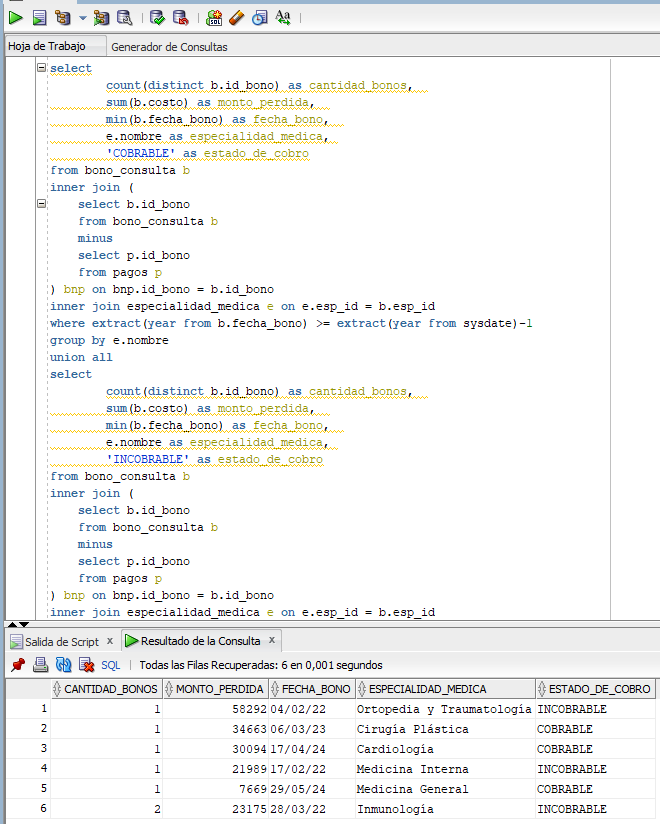 Hoja de Trabajo Generador de Consultas
select
count(distinct b.id_bono) as cantidad_bonos,
sum(b.costo) as monto_perdida,
min(b.fecha_bono) as fecha_bono,
e.nombre as especialidad_medica,
'COBRABLE' as estado_de_cobro
from bono_consulta b
inner join (
select b.id_bono
from bono_consulta b
minus
select p.id_bono
from pagos p
) bnp on bnp.id_bono = b.id_bono
inner join especialidad_medica e on e.esp_id = b.esp_id
where extract(year from b.fecha_bono) >= extract(year from sysdate)-1
group by e.nombre
union all
select
count(distinct b.id_bono) as cantidad_bonos,
sum(b.costo) as monto_perdida,
min(b.fecha_bono) as fecha_bono,
e.nombre as especialidad_medica,
'INCOBRABLE' as estado_de_cobro
from bono_consulta b
inner join (
select b.id_bono
from bono_consulta b
minus
select p.id_bono
from pagos p
) bnp on bnp.id_bono = b.id_bono
inner join especialidad_medica e on e.esp_id = b.esp_id
Salida de Script x Resultado de la Consulta x
SQL | Todas las Filas Recuperadas: 6 en 0,001 segundos
CANTIDAD_BONOS MONTO_PERDIDA FECHA_BONO ESPECIALIDAD_MEDICA ESTADO_DE_COBRO
1 1 58292 04/02/22 Ortopedia y Traumatología INCOBRABLE
2 1 34663 06/03/23 Cirugía Plástica COBRABLE
3 1 30094 17/04/24 Cardiología COBRABLE
4 1 21989 17/02/22 Medicina Interna INCOBRABLE
5 1 7669 29/05/24 Medicina General COBRABLE
6 2 23175 28/03/22 Inmunología INCOBRABLE